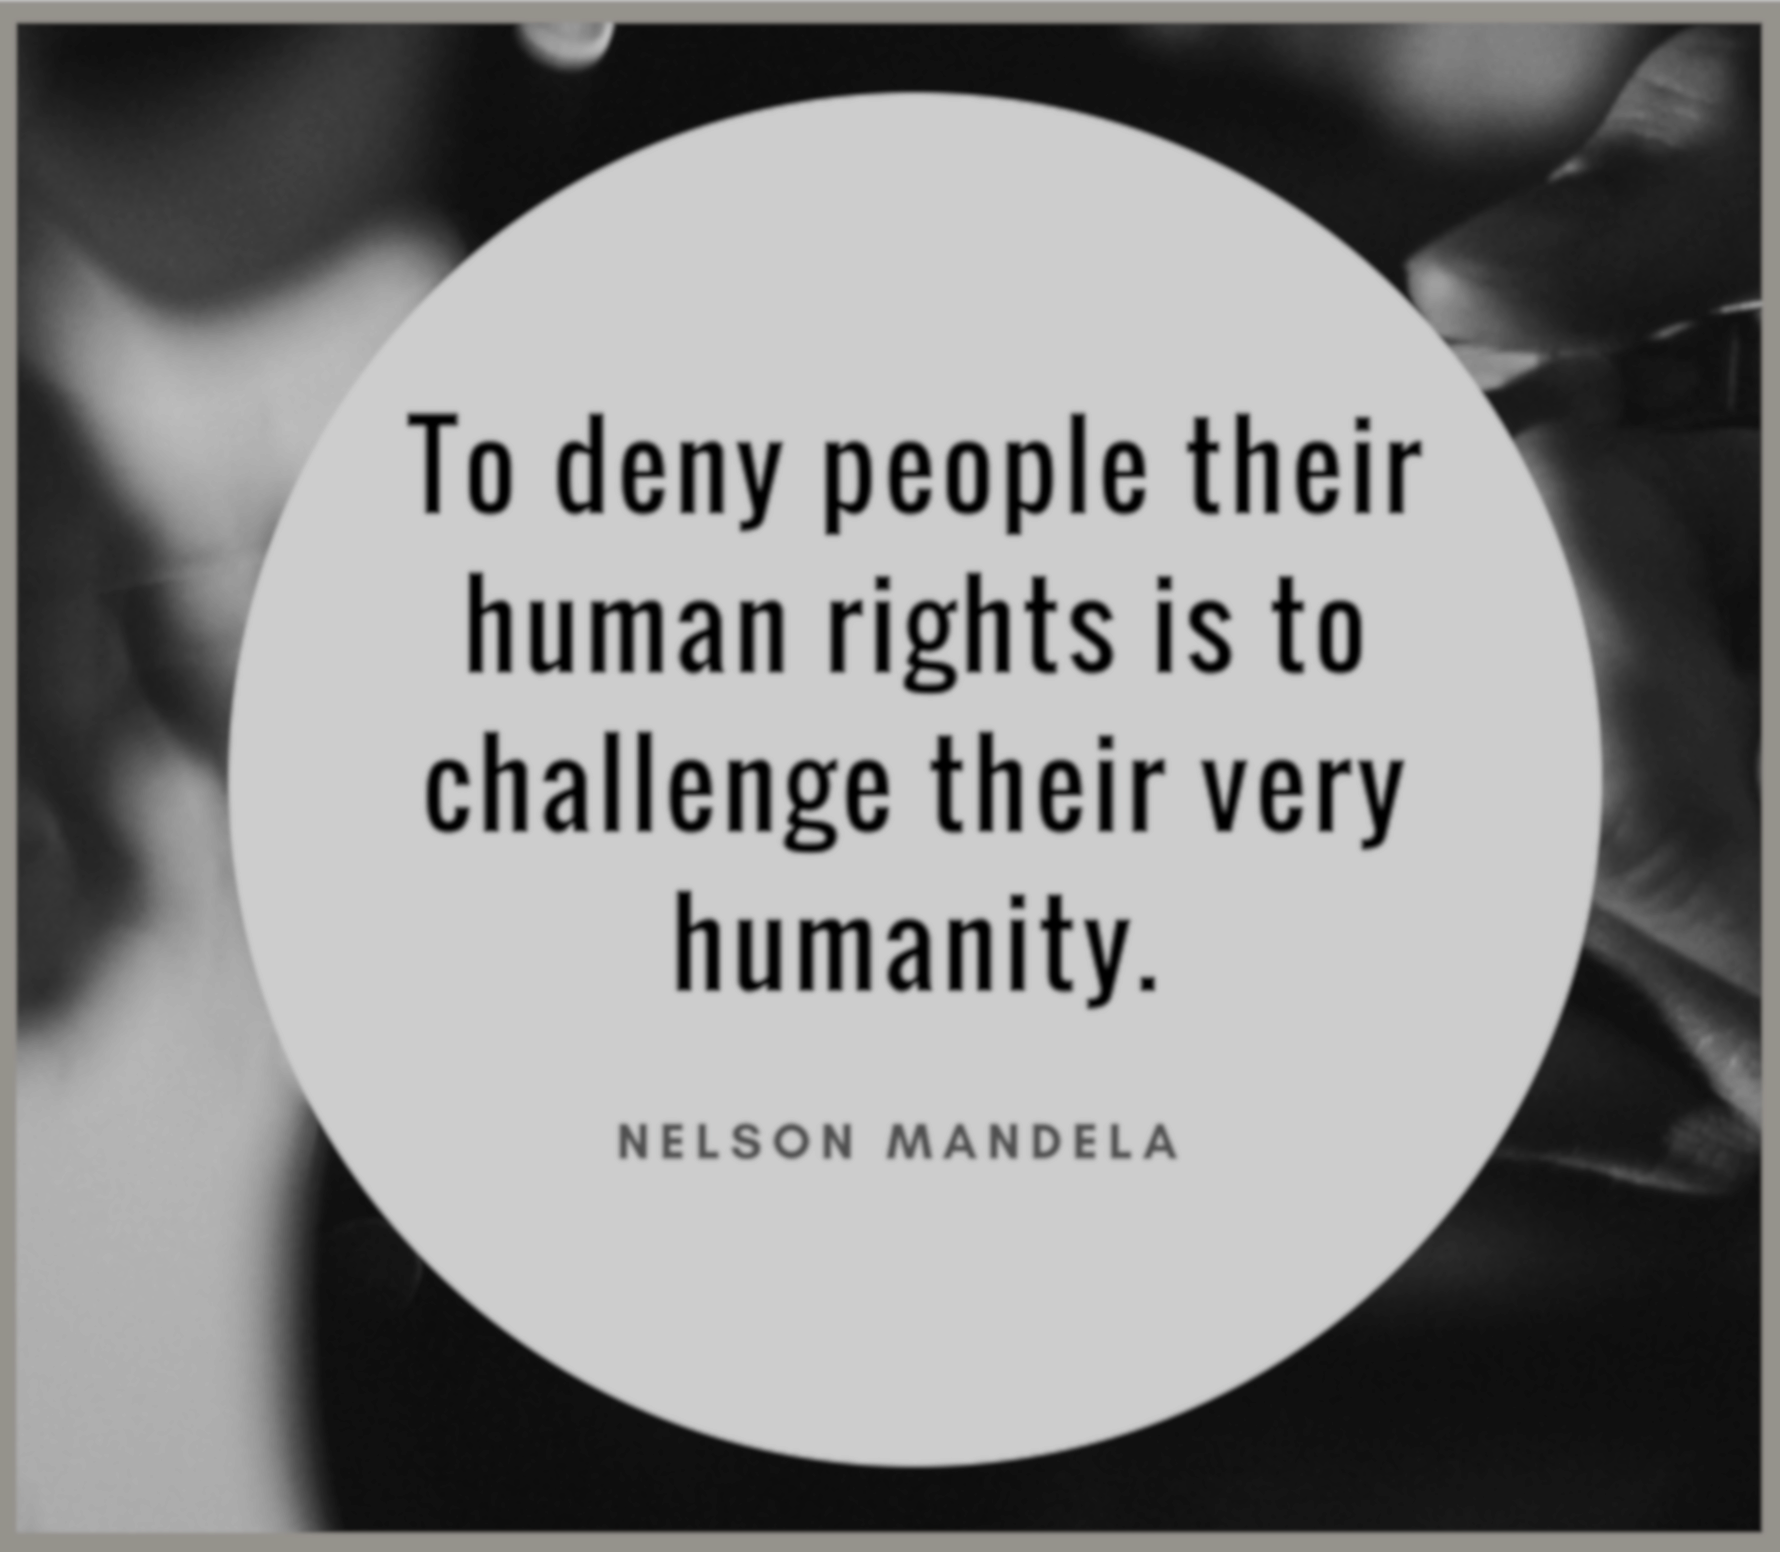 To deny people their
human rights is to
challenge their very
humanity.
NELSON MANDELA